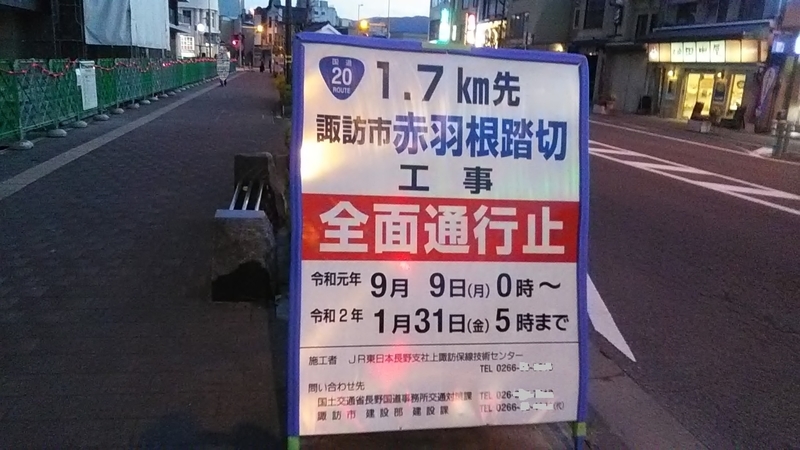 国道
20
ROUTE
1.7km先
諏訪市赤羽根踏切
工事
全面通行止
令和元年 9月 9日(月) 0時～
令和2年 1月31日(金) 5時まで
施工者 JR東日本長野支社上諏訪保線技術センター
TEL 0266-
問い合わせ先
国土交通省長野国道事務所交通対策課 TEL 026-
諏訪市 建設部 建設課 TEL 0266-